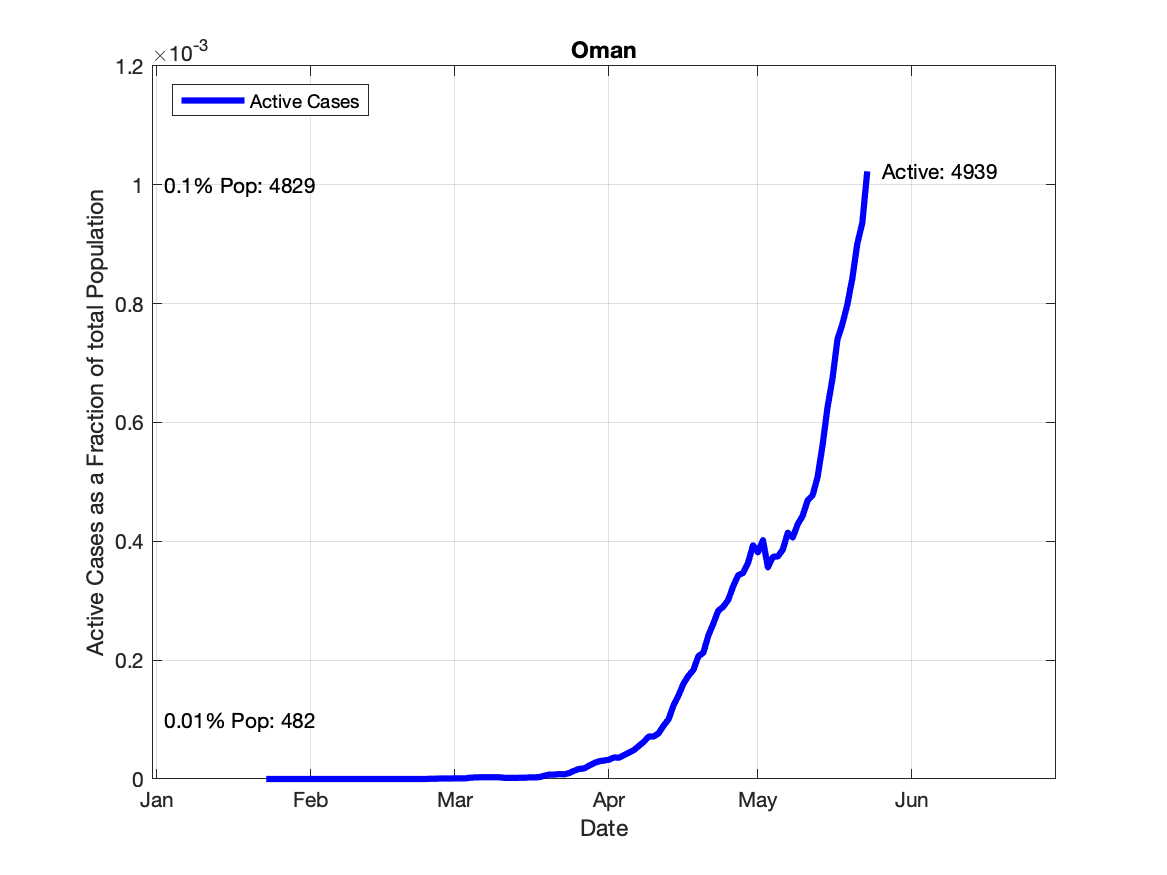 Oman
×10-3
1.2
1
0.8
0.6
0.4
0.2
0
Active Cases
0.1% Pop: 4829
Active: 4939
0.01% Pop: 482
Active Cases as a Fraction of total Population
Jan Feb Mar Apr May Jun
Date